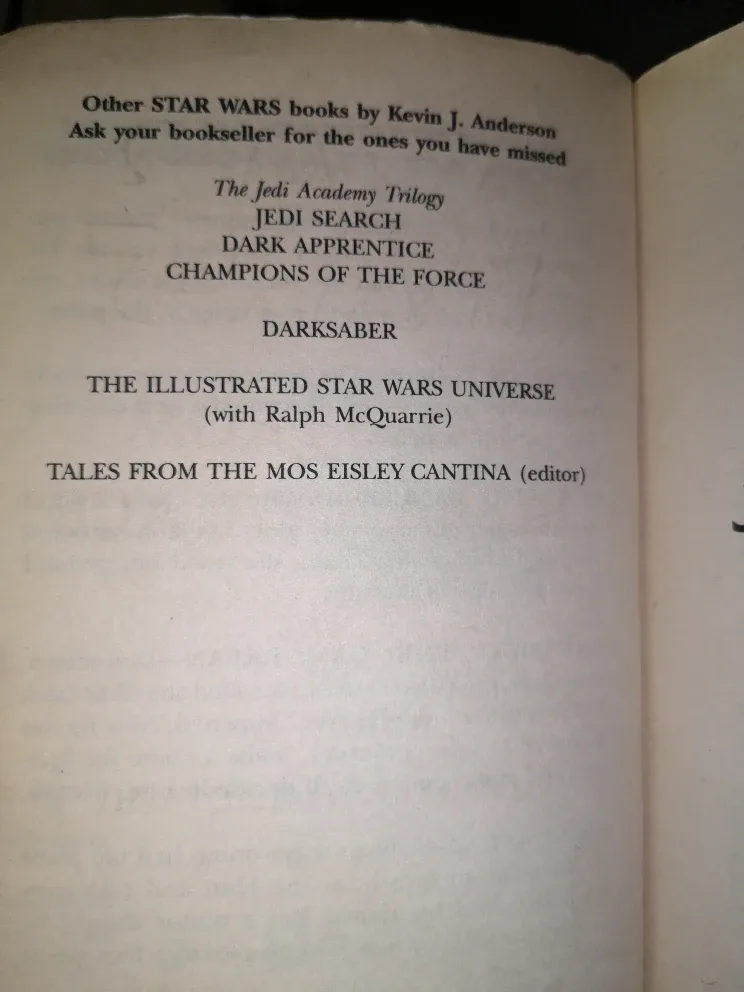 Other STAR WARS books by Kevin J. Anderson
Ask your bookseller for the ones you have missed
The Jedi Academy Trilogy
JEDI SEARCH
DARK APPRENTICE
CHAMPIONS OF THE FORCE
DARKSABER
THE ILLUSTRATED STAR WARS UNIVERSE
(with Ralph McQuarrie)
TALES FROM THE MOS EISLEY CANTINA (editor)